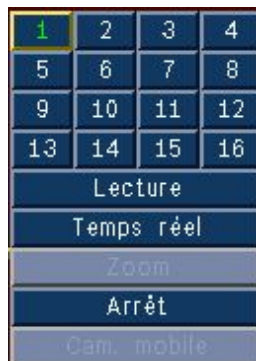 1 2 3 4
5 6 7 8
9 10 11 12
13 14 15 16
Lecture
Temps réel
Zoom
Arrêt
Cam. mobile